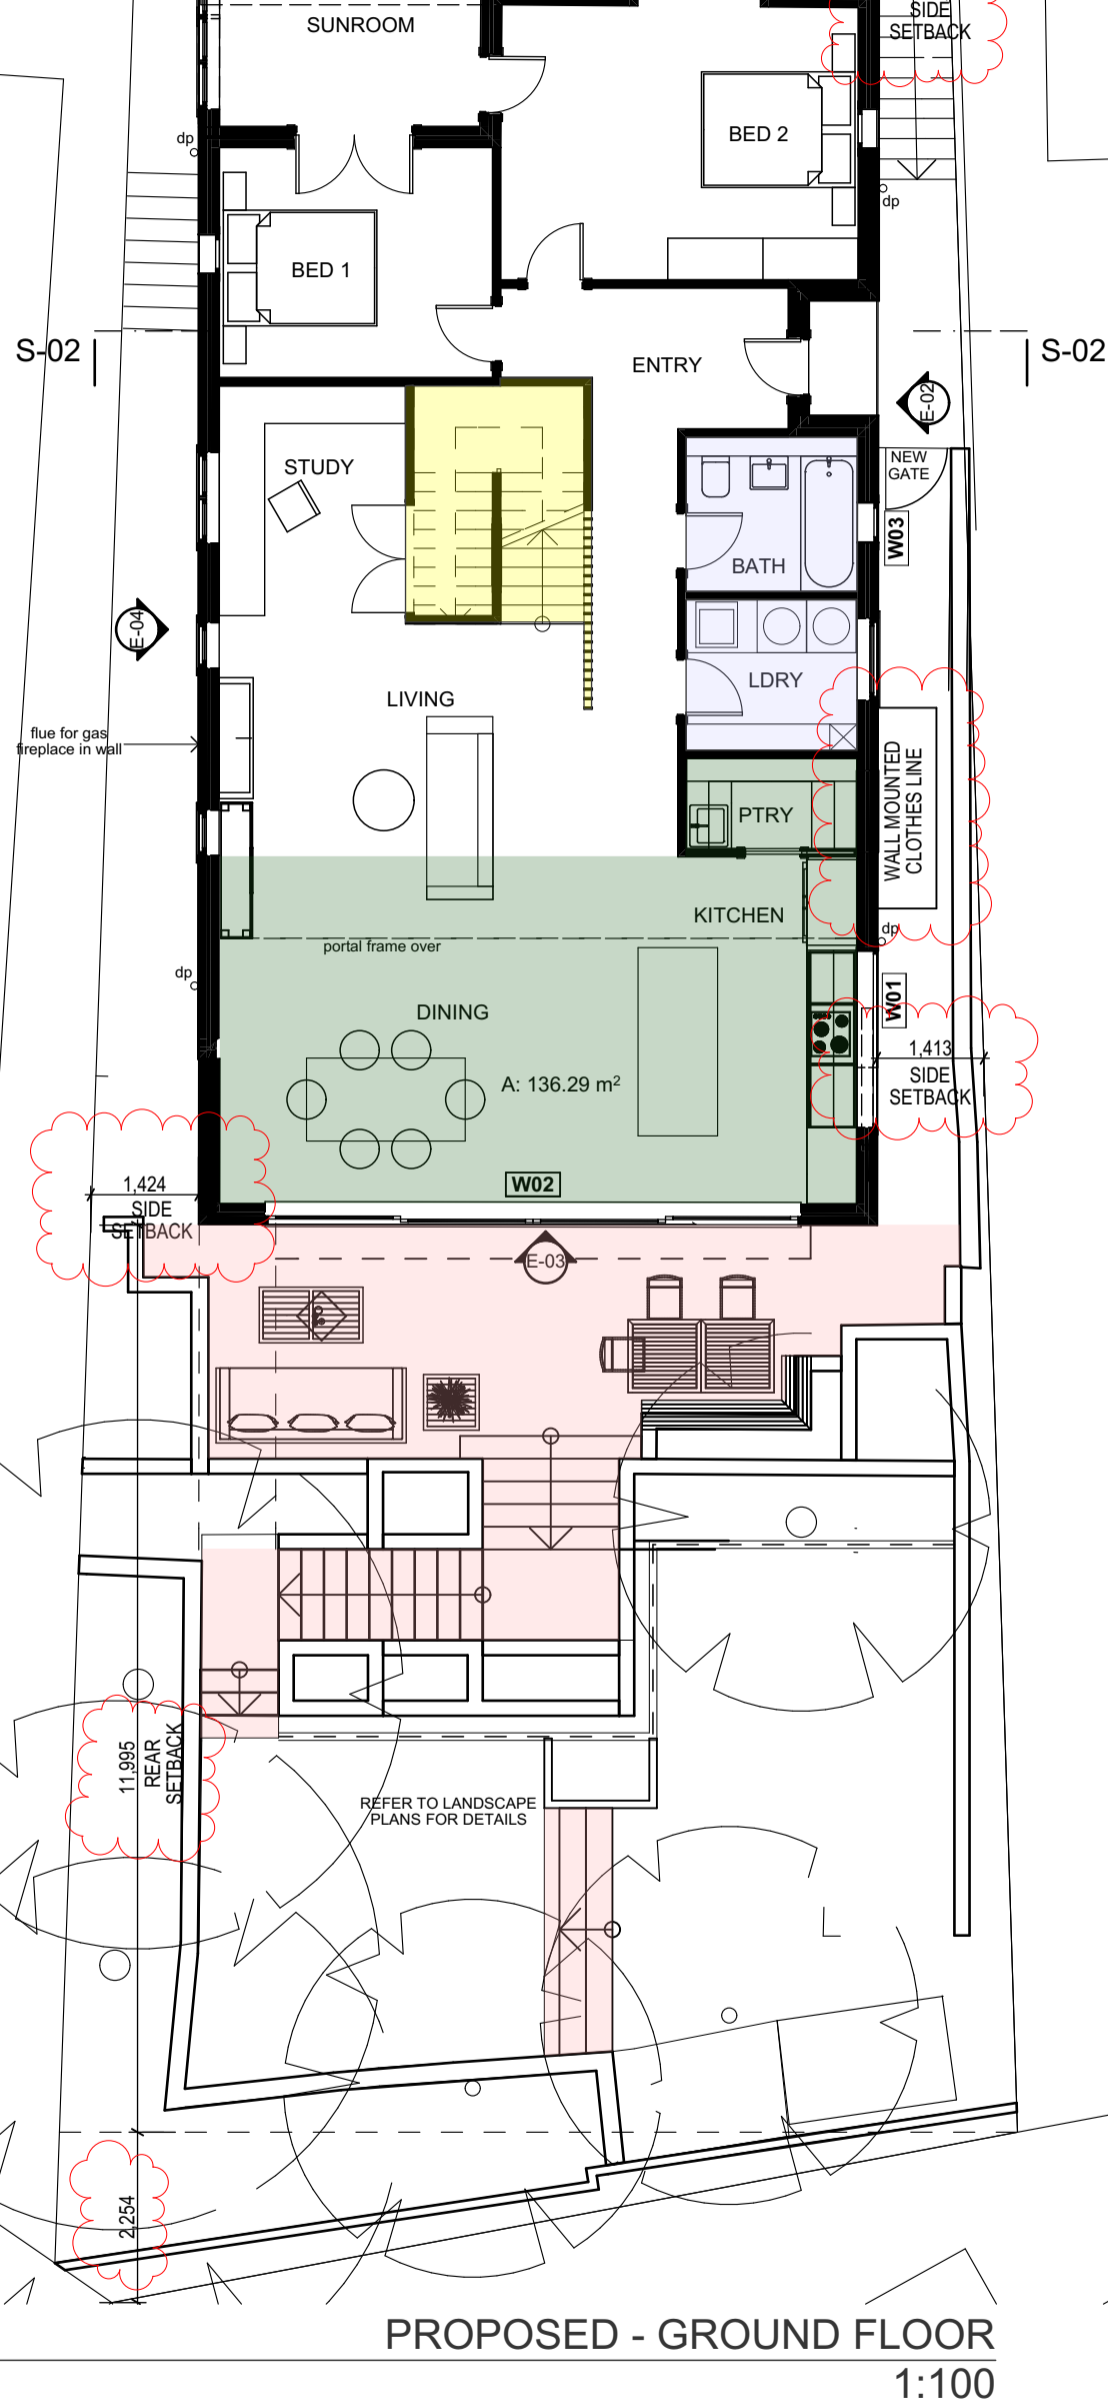 SUNROOM
SIDE
SETBACK
dp
BED 2
dp
BED 1
S-02
S-02
ENTRY
E-02
STUDY
NEW
GATE
W03
BATH
E-04
LDRY
LIVING
flue for gas
fireplace in wall
WALL MOUNTED
CLOTHES LINE
PTRY
KITCHEN
dp
portal frame over
dp
W01
DINING
1,413
SIDE
SETBACK
A: 136.29 m²
W02
1,424
SIDE
SETBACK
E-03
11,995
REAR
SETBACK
REFER TO LANDSCAPE
PLANS FOR DETAILS
2,254
PROPOSED - GROUND FLOOR
1:100